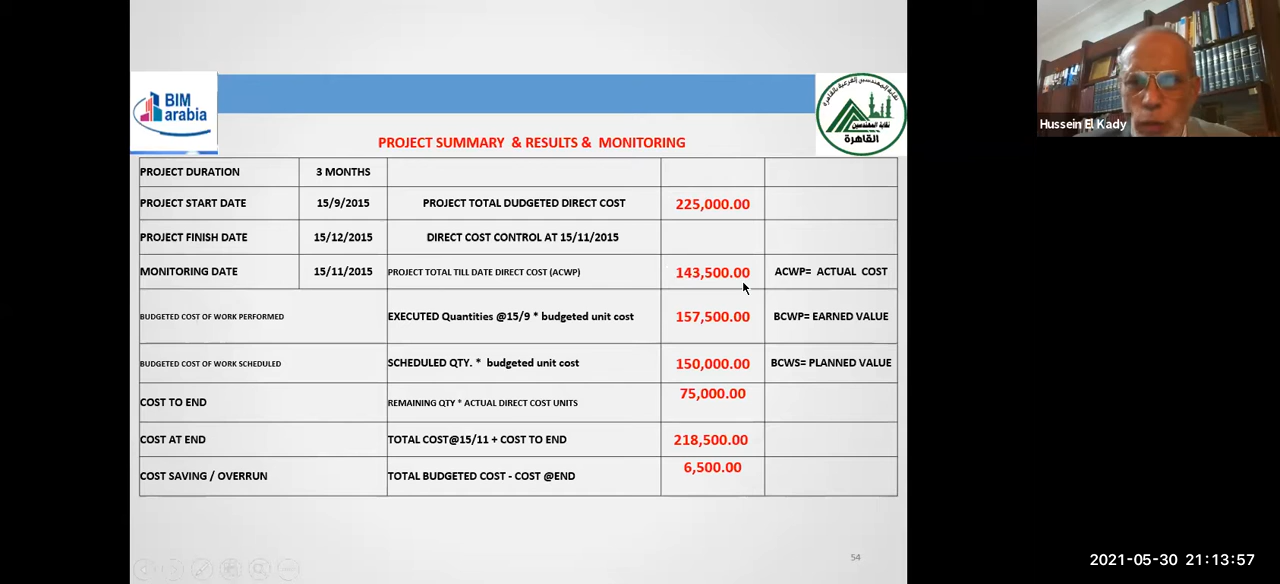 BIM
arabia
نقابة المهندسين الفرعية بالقاهرة
نقابة المهندسين
القاهرة
Hussein El Kady
PROJECT SUMMARY & RESULTS & MONITORING
PROJECT DURATION 3 MONTHS
PROJECT START DATE 15/9/2015 PROJECT TOTAL DUDGETED DIRECT COST 225,000.00
PROJECT FINISH DATE 15/12/2015 DIRECT COST CONTROL AT 15/11/2015
MONITORING DATE 15/11/2015 PROJECT TOTAL TILL DATE DIRECT COST (ACWP) 143,500.00 ACWP= ACTUAL COST
BUDGETED COST OF WORK PERFORMED EXECUTED Quantities @15/9 * budgeted unit cost 157,500.00 BCWP= EARNED VALUE
BUDGETED COST OF WORK SCHEDULED SCHEDULED QTY. * budgeted unit cost 150,000.00 BCWS= PLANNED VALUE
COST TO END REMAINING QTY * ACTUAL DIRECT COST UNITS 75,000.00
COST AT END TOTAL COST@15/11 + COST TO END 218,500.00
COST SAVING / OVERRUN TOTAL BUDGETED COST - COST @END 6,500.00
54
2021-05-30 21:13:57